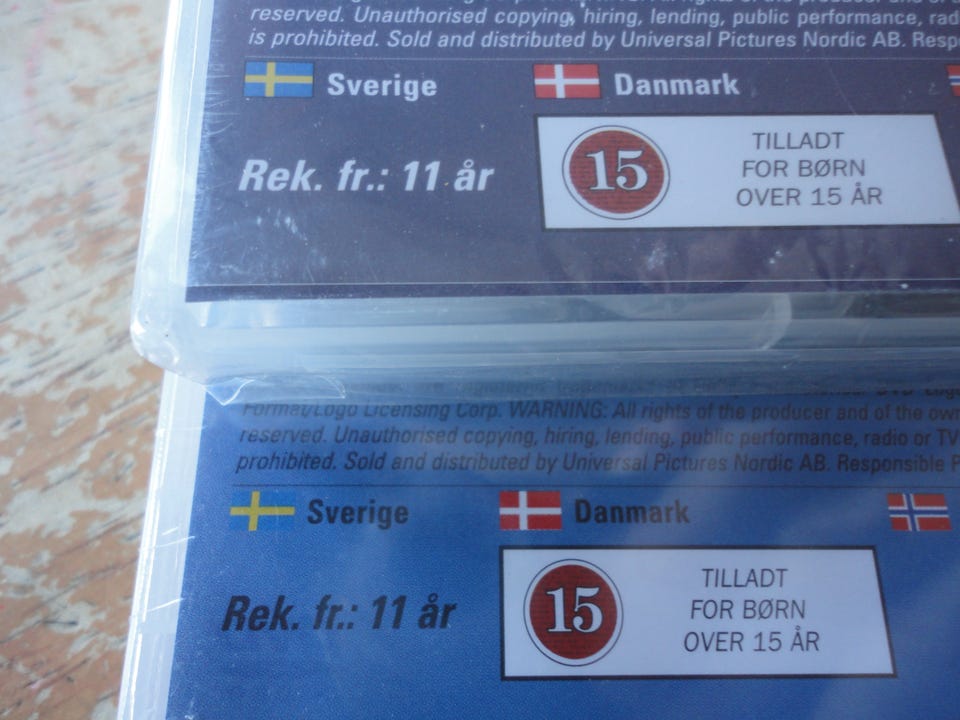 reserved. Unauthorised copying, hiring, lending, public performance,
is prohibited. Sold and distributed by Universal Pictures Nordic AB.
Sverige Danmark
Rek. fr.: 11 år
15
TILLADT
FOR BØRN
OVER 15 ÅR
Format/Logo Licensing Corp. WARNING: All rights of the producer and of the
reserved. Unauthorised copying, hiring, lending, public performance, radio or TV
prohibited. Sold and distributed by Universal Pictures Nordic AB. Responsible
Sverige Danmark
Rek. fr.: 11 år
15
TILLADT
FOR BØRN
OVER 15 ÅR